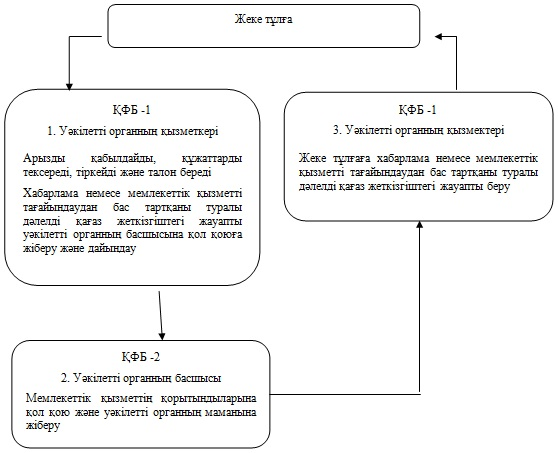 Жеке тұлға
ҚФБ -1
1. Уәкілетті органның қызметкері
Арызды қабылдайды, құжаттарды
тексереді, тіркейді және талон береді
Хабарлама немесе мемлекеттік қызметті
тағайындаудан бас тартқаны туралы
дәлелді қағаз жеткізгіштегі жауапты
уәкілетті органның басшысына қол қоюға
жіберу және дайындау
ҚФБ -1
3. Уәкілетті органның қызмектері
Жеке тұлғаға хабарлама немесе мемлекеттік
қызметті тағайындаудан бас тартқаны туралы
дәлелді қағаз жеткізгіштегі жауапты беру
ҚФБ -2
2. Уәкілетті органның басшысы
Мемлекеттік қызметтің қорытындыларына
қол қою және уәкілетті органның маманына
жіберу